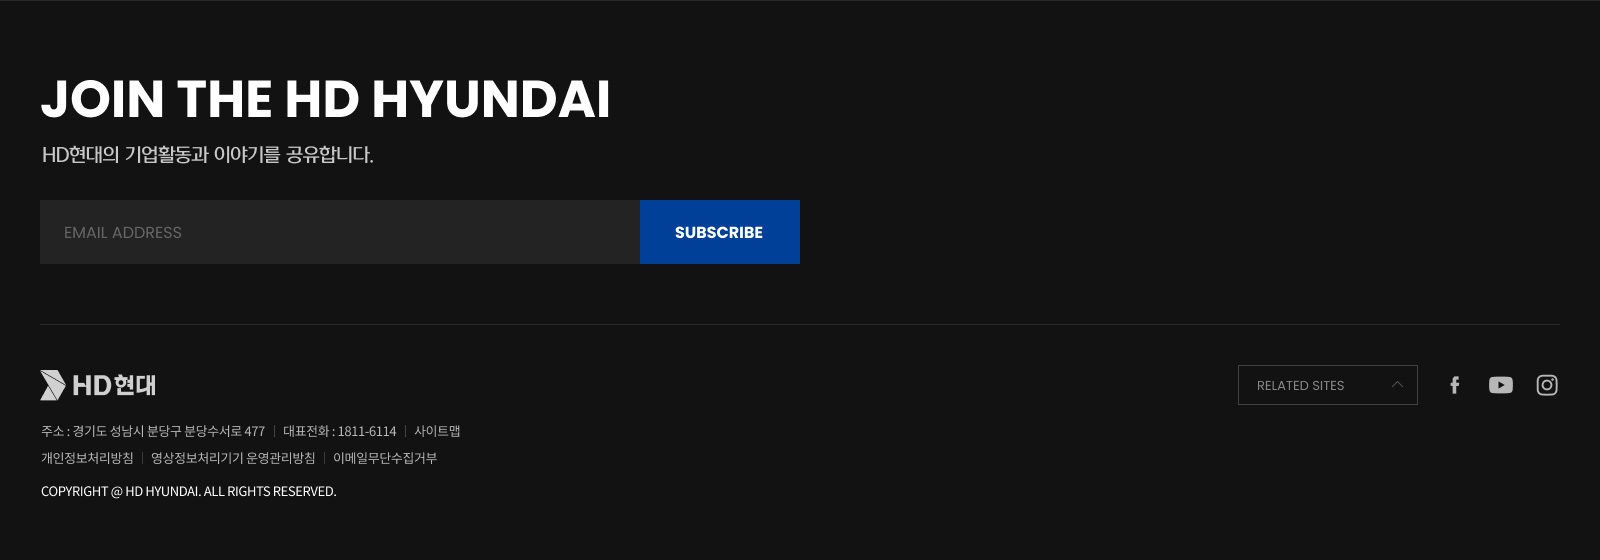 JOIN THE HD HYUNDAI
HD현대의 기업활동과 이야기를 공유합니다.
EMAIL ADDRESS
SUBSCRIBE
HD현대
RELATED SITES
주소 : 경기도 성남시 분당구 분당수서로 477 | 대표전화 : 1811-6114 | 사이트맵
개인정보처리방침 | 영상정보처리기기 운영관리방침 | 이메일무단수집거부
COPYRIGHT @ HD HYUNDAI. ALL RIGHTS RESERVED.